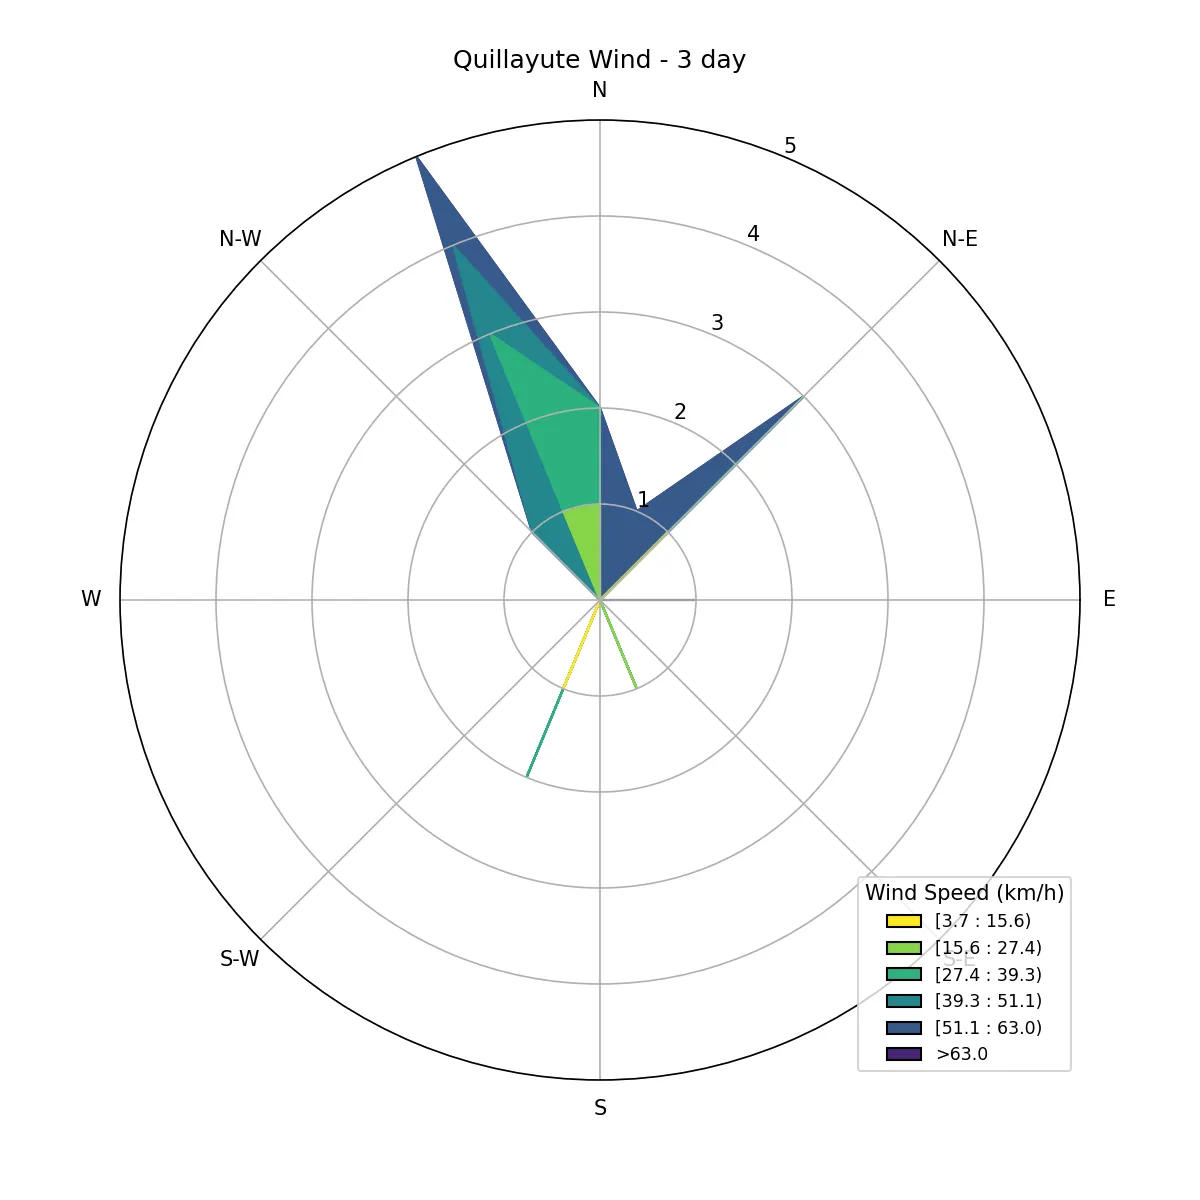 Quillayute Wind - 3 day
N
5
N-W
N-E
4
3
2
1
W
E
S-W
S-E
S
Wind Speed (km/h)
[3.7 : 15.6)
[15.6 : 27.4)
[27.4 : 39.3)
[39.3 : 51.1)
[51.1 : 63.0)
>63.0